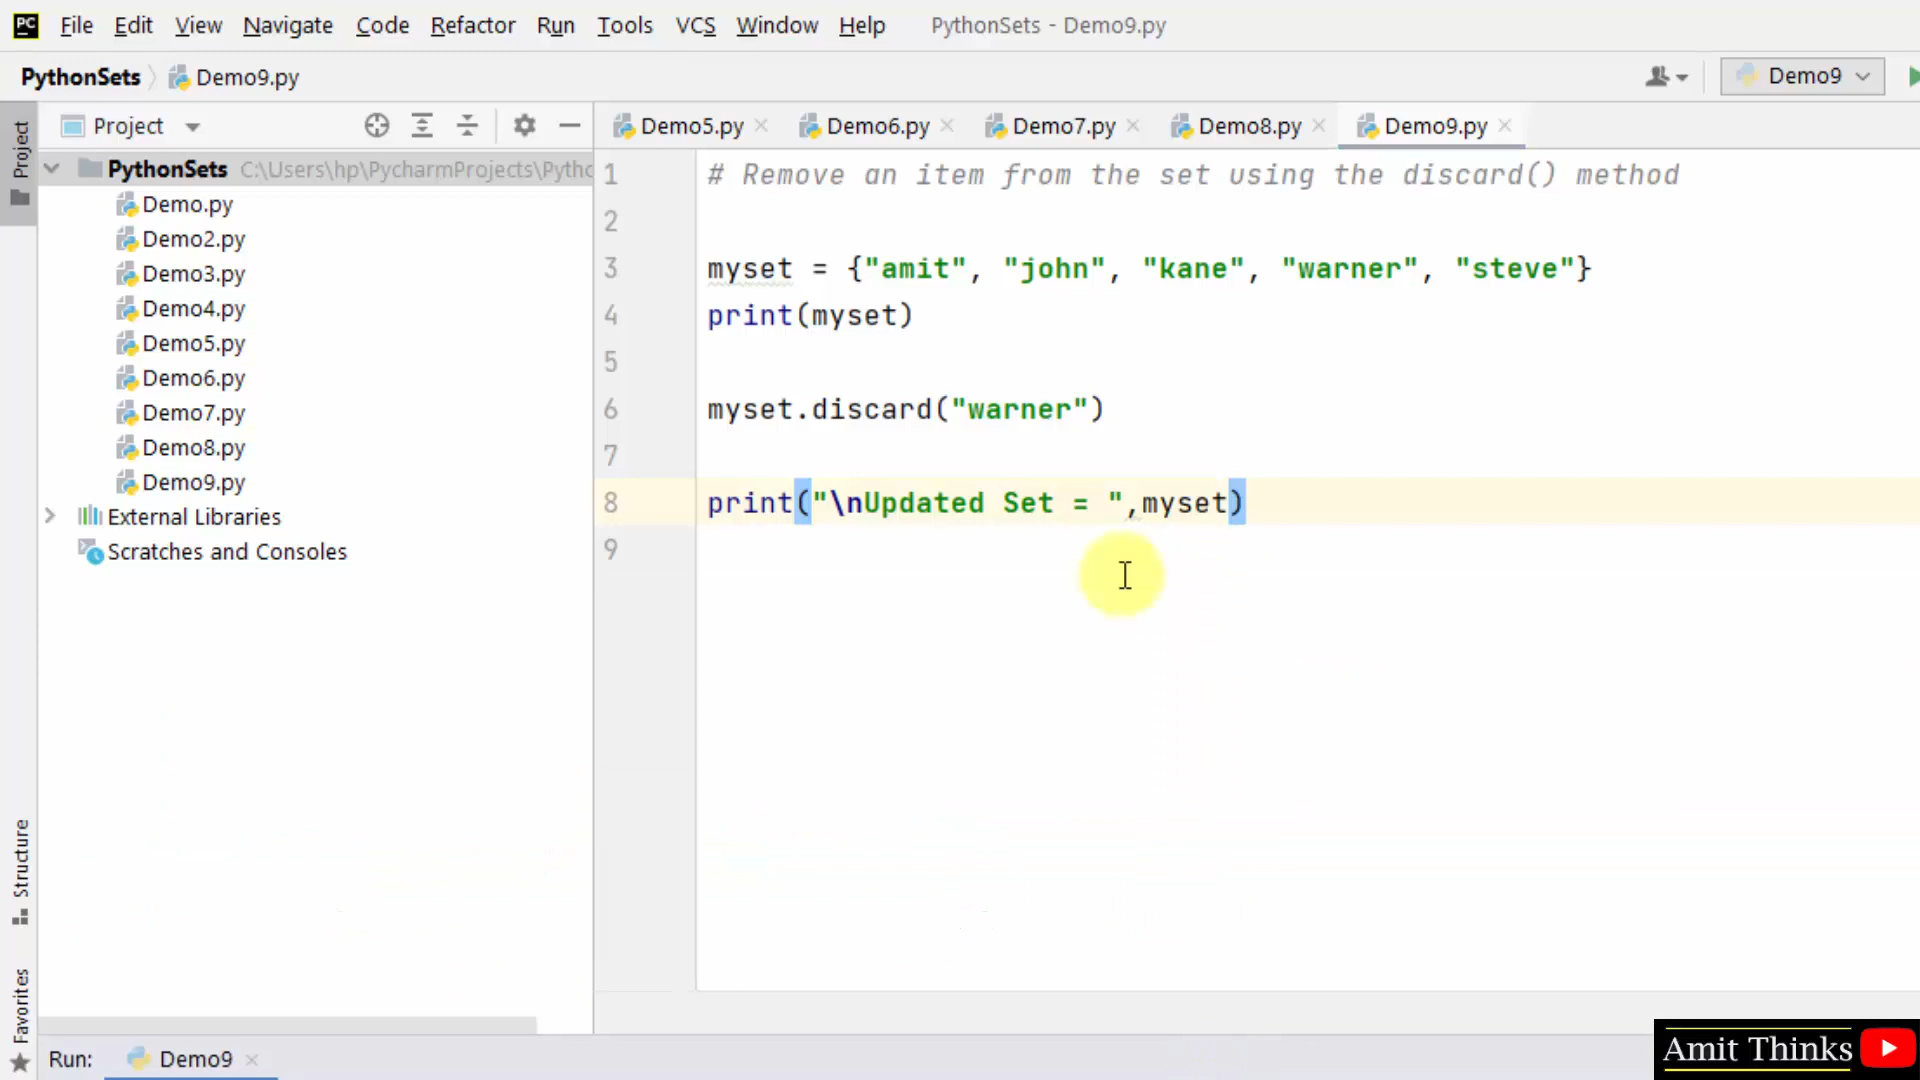 PC File Edit View Navigate Code Refactor Run Tools VCS Window Help PythonSets - Demo9.py
PythonSets Demo9.py Demo9
Project Demo5.py Demo6.py Demo7.py Demo8.py Demo9.py
Project
PythonSets C:\Users\hp\PycharmProjects\Pytho
Demo.py
Demo2.py
Demo3.py
Demo4.py
Demo5.py
Demo6.py
Demo7.py
Demo8.py
Demo9.py
External Libraries
Scratches and Consoles
1 # Remove an item from the set using the discard() method
2
3 myset = {"amit", "john", "kane", "warner", "steve"}
4 print(myset)
5
6 myset.discard("warner")
7
8 print("\nUpdated Set = ",myset)
9
Structure
Favorites
Run: Demo9
Amit Thinks